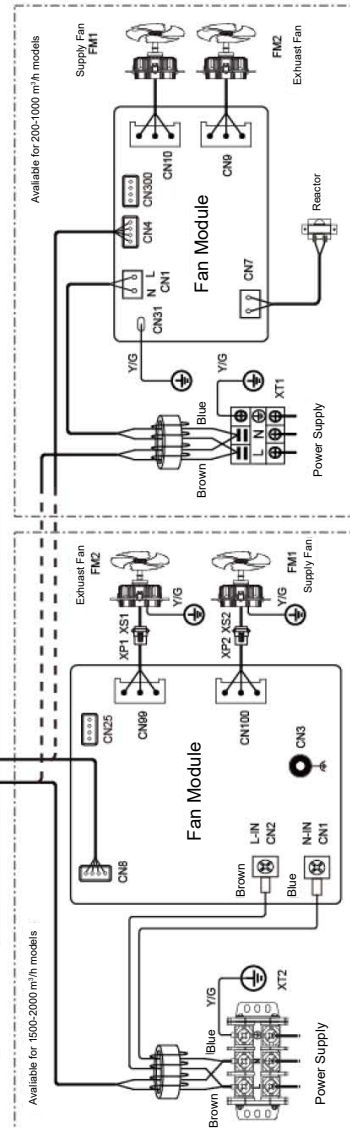 Avaliable for 200-1000 m³/h models
Supply Fan
FM1
FM2
Exhuast Fan
CN10
CN9
CN300
CN4
L
N
CN1
CN31
Fan Module
CN7
Reactor
Y/G
Y/G
Blue
Brown
XT1
L
N
Power Supply
Available for 1500-2000 m³/h models
Exhuast Fan
FM2
FM1
Supply Fan
Y/G
Y/G
XP1 XS1
XP2 XS2
CN25
CN99
CN100
CN8
Fan Module
CN3
Brown
L-IN
CN2
Blue
N-IN
CN1
Y/G
XT2
Blue
Brown
L
N
Power Supply